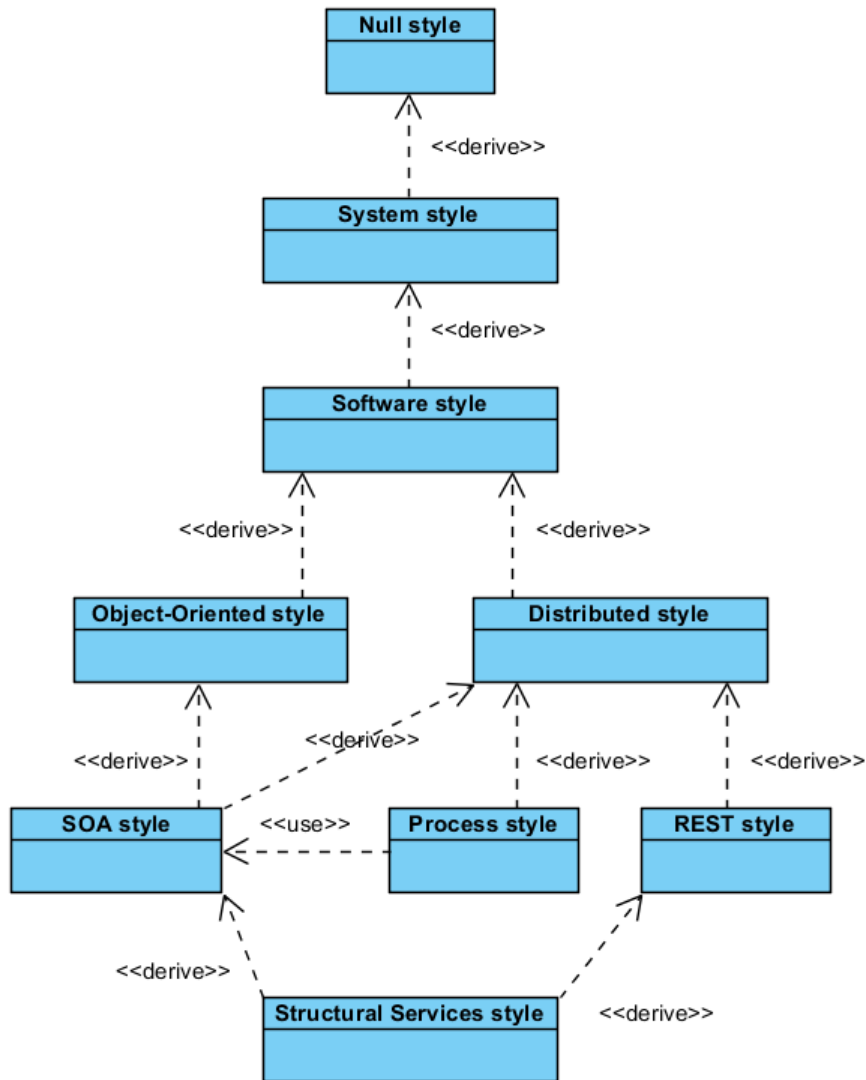 Null style
<<derive>>
System style
<<derive>>
Software style
<<derive>>
<<derive>>
Object-Oriented style
Distributed style
<<derive>>
<<derive>>
<<derive>>
<<derive>>
SOA style
<<use>>
Process style
REST style
<<derive>>
<<derive>>
Structural Services style